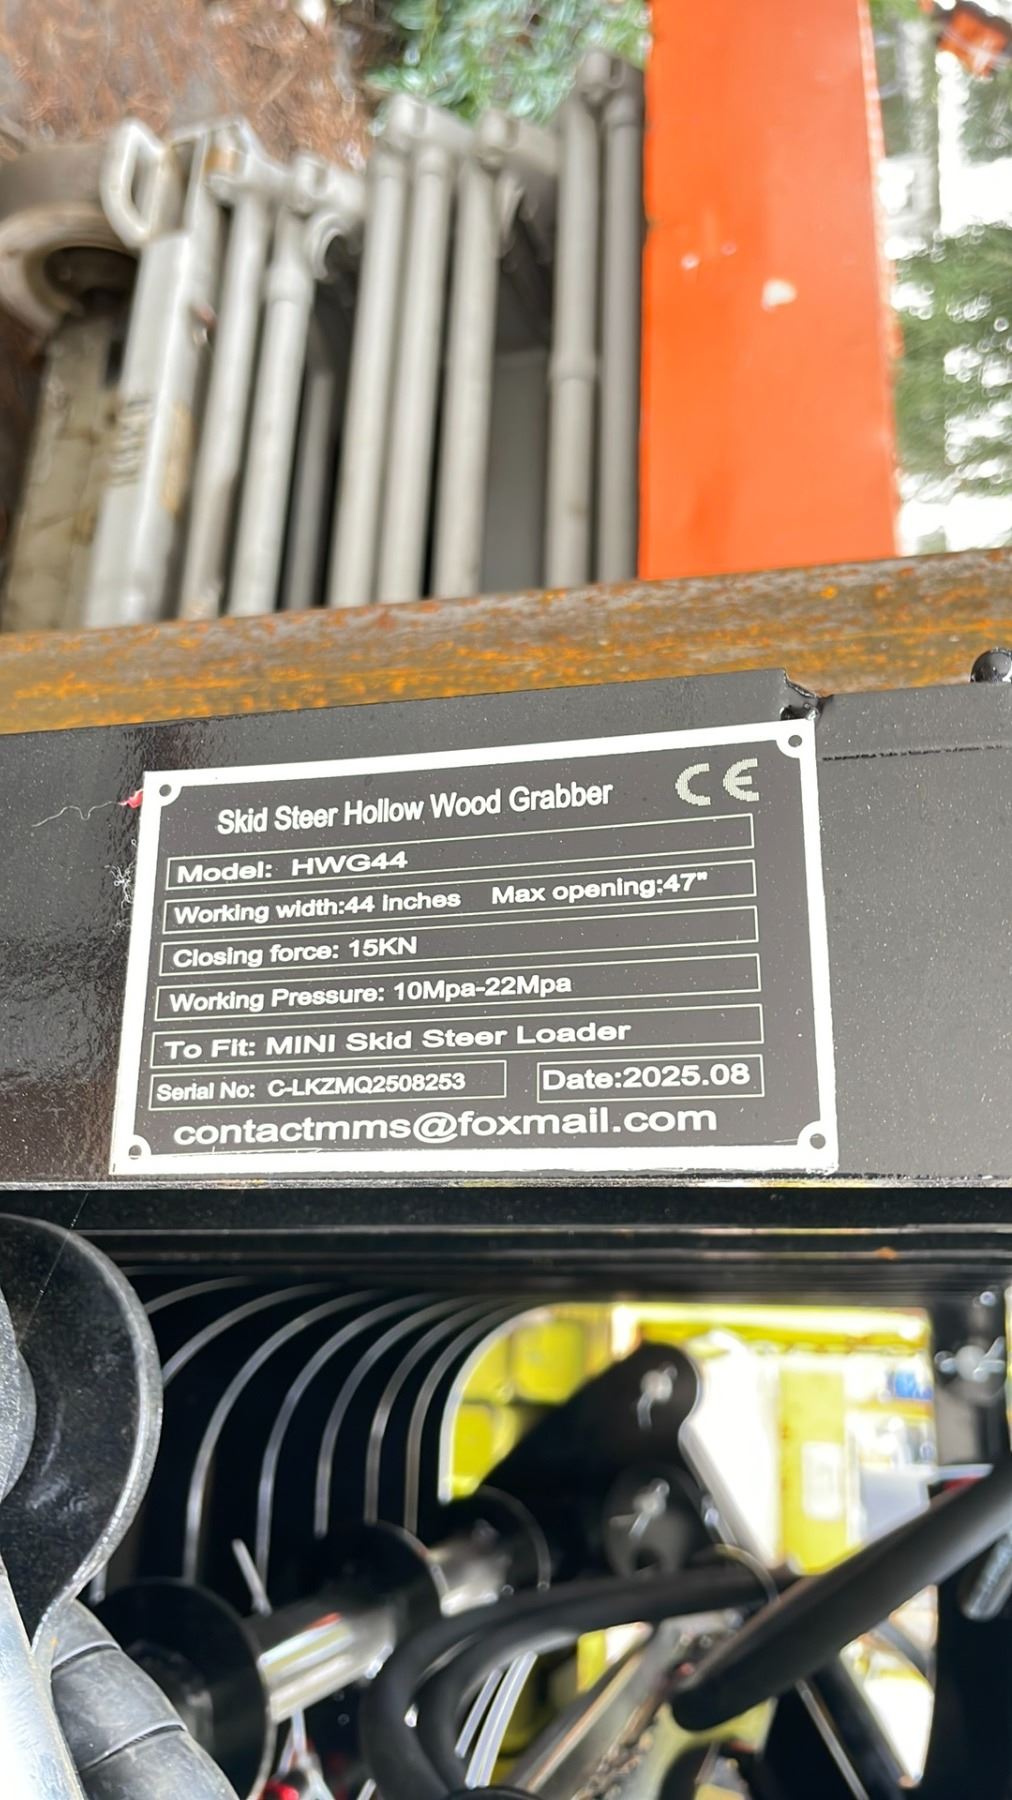 CE
Skid Steer Hollow Wood Grabber
Model: HWG44
Working width:44 inches Max opening:47"
Closing force: 15KN
Working Pressure: 10Mpa-22Mpa
To Fit: MINI Skid Steer Loader
Serial No: C-LKZMQ2508253 Date:2025.08
contactmms@foxmail.com